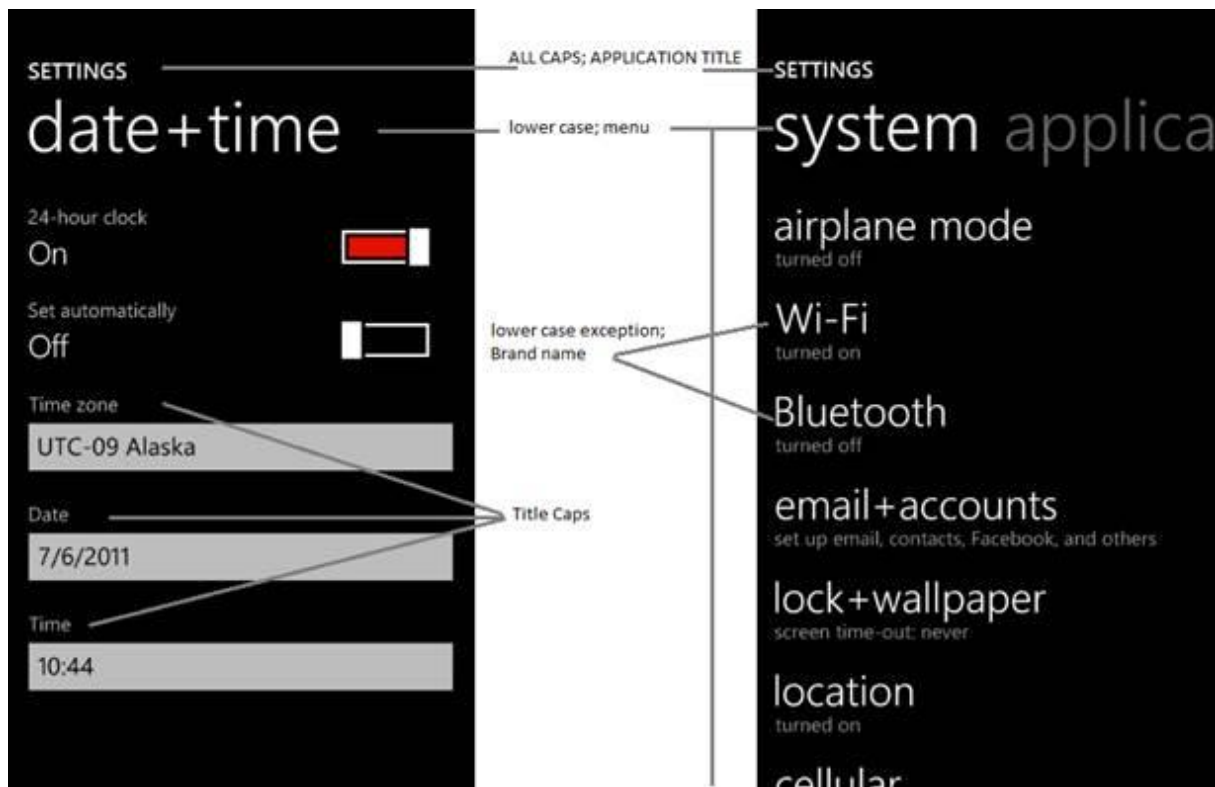 SETTINGS
date+time
24-hour clock
On
Set automatically
Off
Time zone
UTC-09 Alaska
Date
7/6/2011
Time
10:44
ALL CAPS; APPLICATION TITLE
lower case; menu
lower case exception;
Brand name
Title Caps
SETTINGS
system applica
airplane mode
turned off
Wi-Fi
turned on
Bluetooth
turned off
email+accounts
set up email, contacts, Facebook, and others
lock+wallpaper
screen time-out: never
location
turned on
cellular